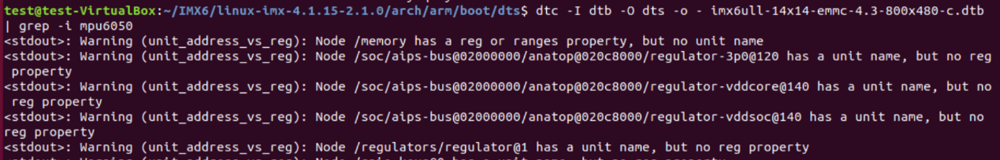 test@test-VirtualBox:~/IMX6/linux-imx-4.1.15-2.1.0/arch/arm/boot/dts$ dtc -I dtb -O dts -o - imx6ull-14x14-emmc-4.3-800x480-c.dtb
| grep -i mpu6050
<stdout>: Warning (unit_address_vs_reg): Node /memory has a reg or ranges property, but no unit name
<stdout>: Warning (unit_address_vs_reg): Node /soc/aips-bus@02000000/anatop@020c8000/regulator-3p0@120 has a unit name, but no reg
property
<stdout>: Warning (unit_address_vs_reg): Node /soc/aips-bus@02000000/anatop@020c8000/regulator-vddcore@140 has a unit name, but no
reg property
<stdout>: Warning (unit_address_vs_reg): Node /soc/aips-bus@02000000/anatop@020c8000/regulator-vddsoc@140 has a unit name, but no
reg property
<stdout>: Warning (unit_address_vs_reg): Node /regulators/regulator@1 has a unit name, but no reg property